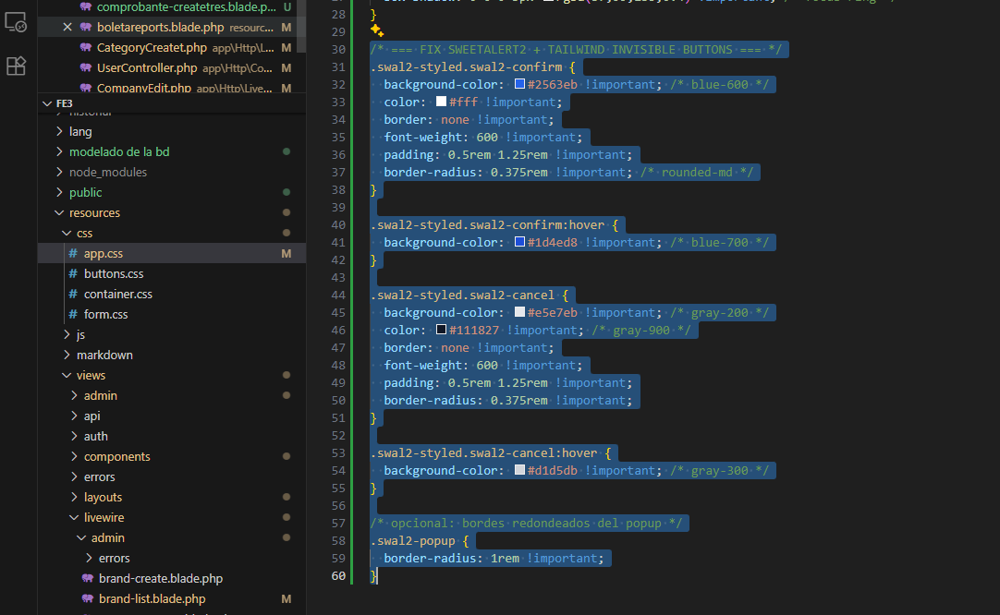 comprobante-createtres.blade.p... U
boletareports.blade.php resourc... M
CategoryCreatet.php app\Http\L... M
UserController.php app\Http\Co... M
CompanyEdit.php app\Http\Live... M
FE3
historial
lang
modelado de la bd
node_modules
public
resources
css
# app.css M
# buttons.css
# container.css
# form.css
js
markdown
views
admin
api
auth
components
errors
layouts
livewire
admin
errors
brand-create.blade.php
brand-list.blade.php M
28 }
29
30 /* === FIX SWEETALERT2 + TAILWIND INVISIBLE BUTTONS === */
31 .swal2-styled.swal2-confirm {
32 background-color: #2563eb !important; /* blue-600 */
33 color: #fff !important;
34 border: none !important;
35 font-weight: 600 !important;
36 padding: 0.5rem 1.25rem !important;
37 border-radius: 0.375rem !important; /* rounded-md */
38 }
39
40 .swal2-styled.swal2-confirm:hover {
41 background-color: #1d4ed8 !important; /* blue-700 */
42 }
43
44 .swal2-styled.swal2-cancel {
45 background-color: #e5e7eb !important; /* gray-200 */
46 color: #111827 !important; /* gray-900 */
47 border: none !important;
48 font-weight: 600 !important;
49 padding: 0.5rem 1.25rem !important;
50 border-radius: 0.375rem !important;
51 }
52
53 .swal2-styled.swal2-cancel:hover {
54 background-color: #d1d5db !important; /* gray-300 */
55 }
56
57 /* opcional: bordes redondeados del popup */
58 .swal2-popup {
59 border-radius: 1rem !important;
60 }